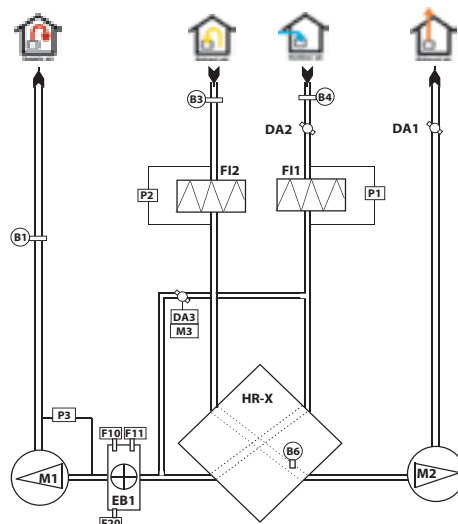 B3
B4
DA2
DA1
FI2
FI1
P2
P1
B1
DA3
M3
HR-X
P3
F10
F11
B6
M1
M2
EB1
F20